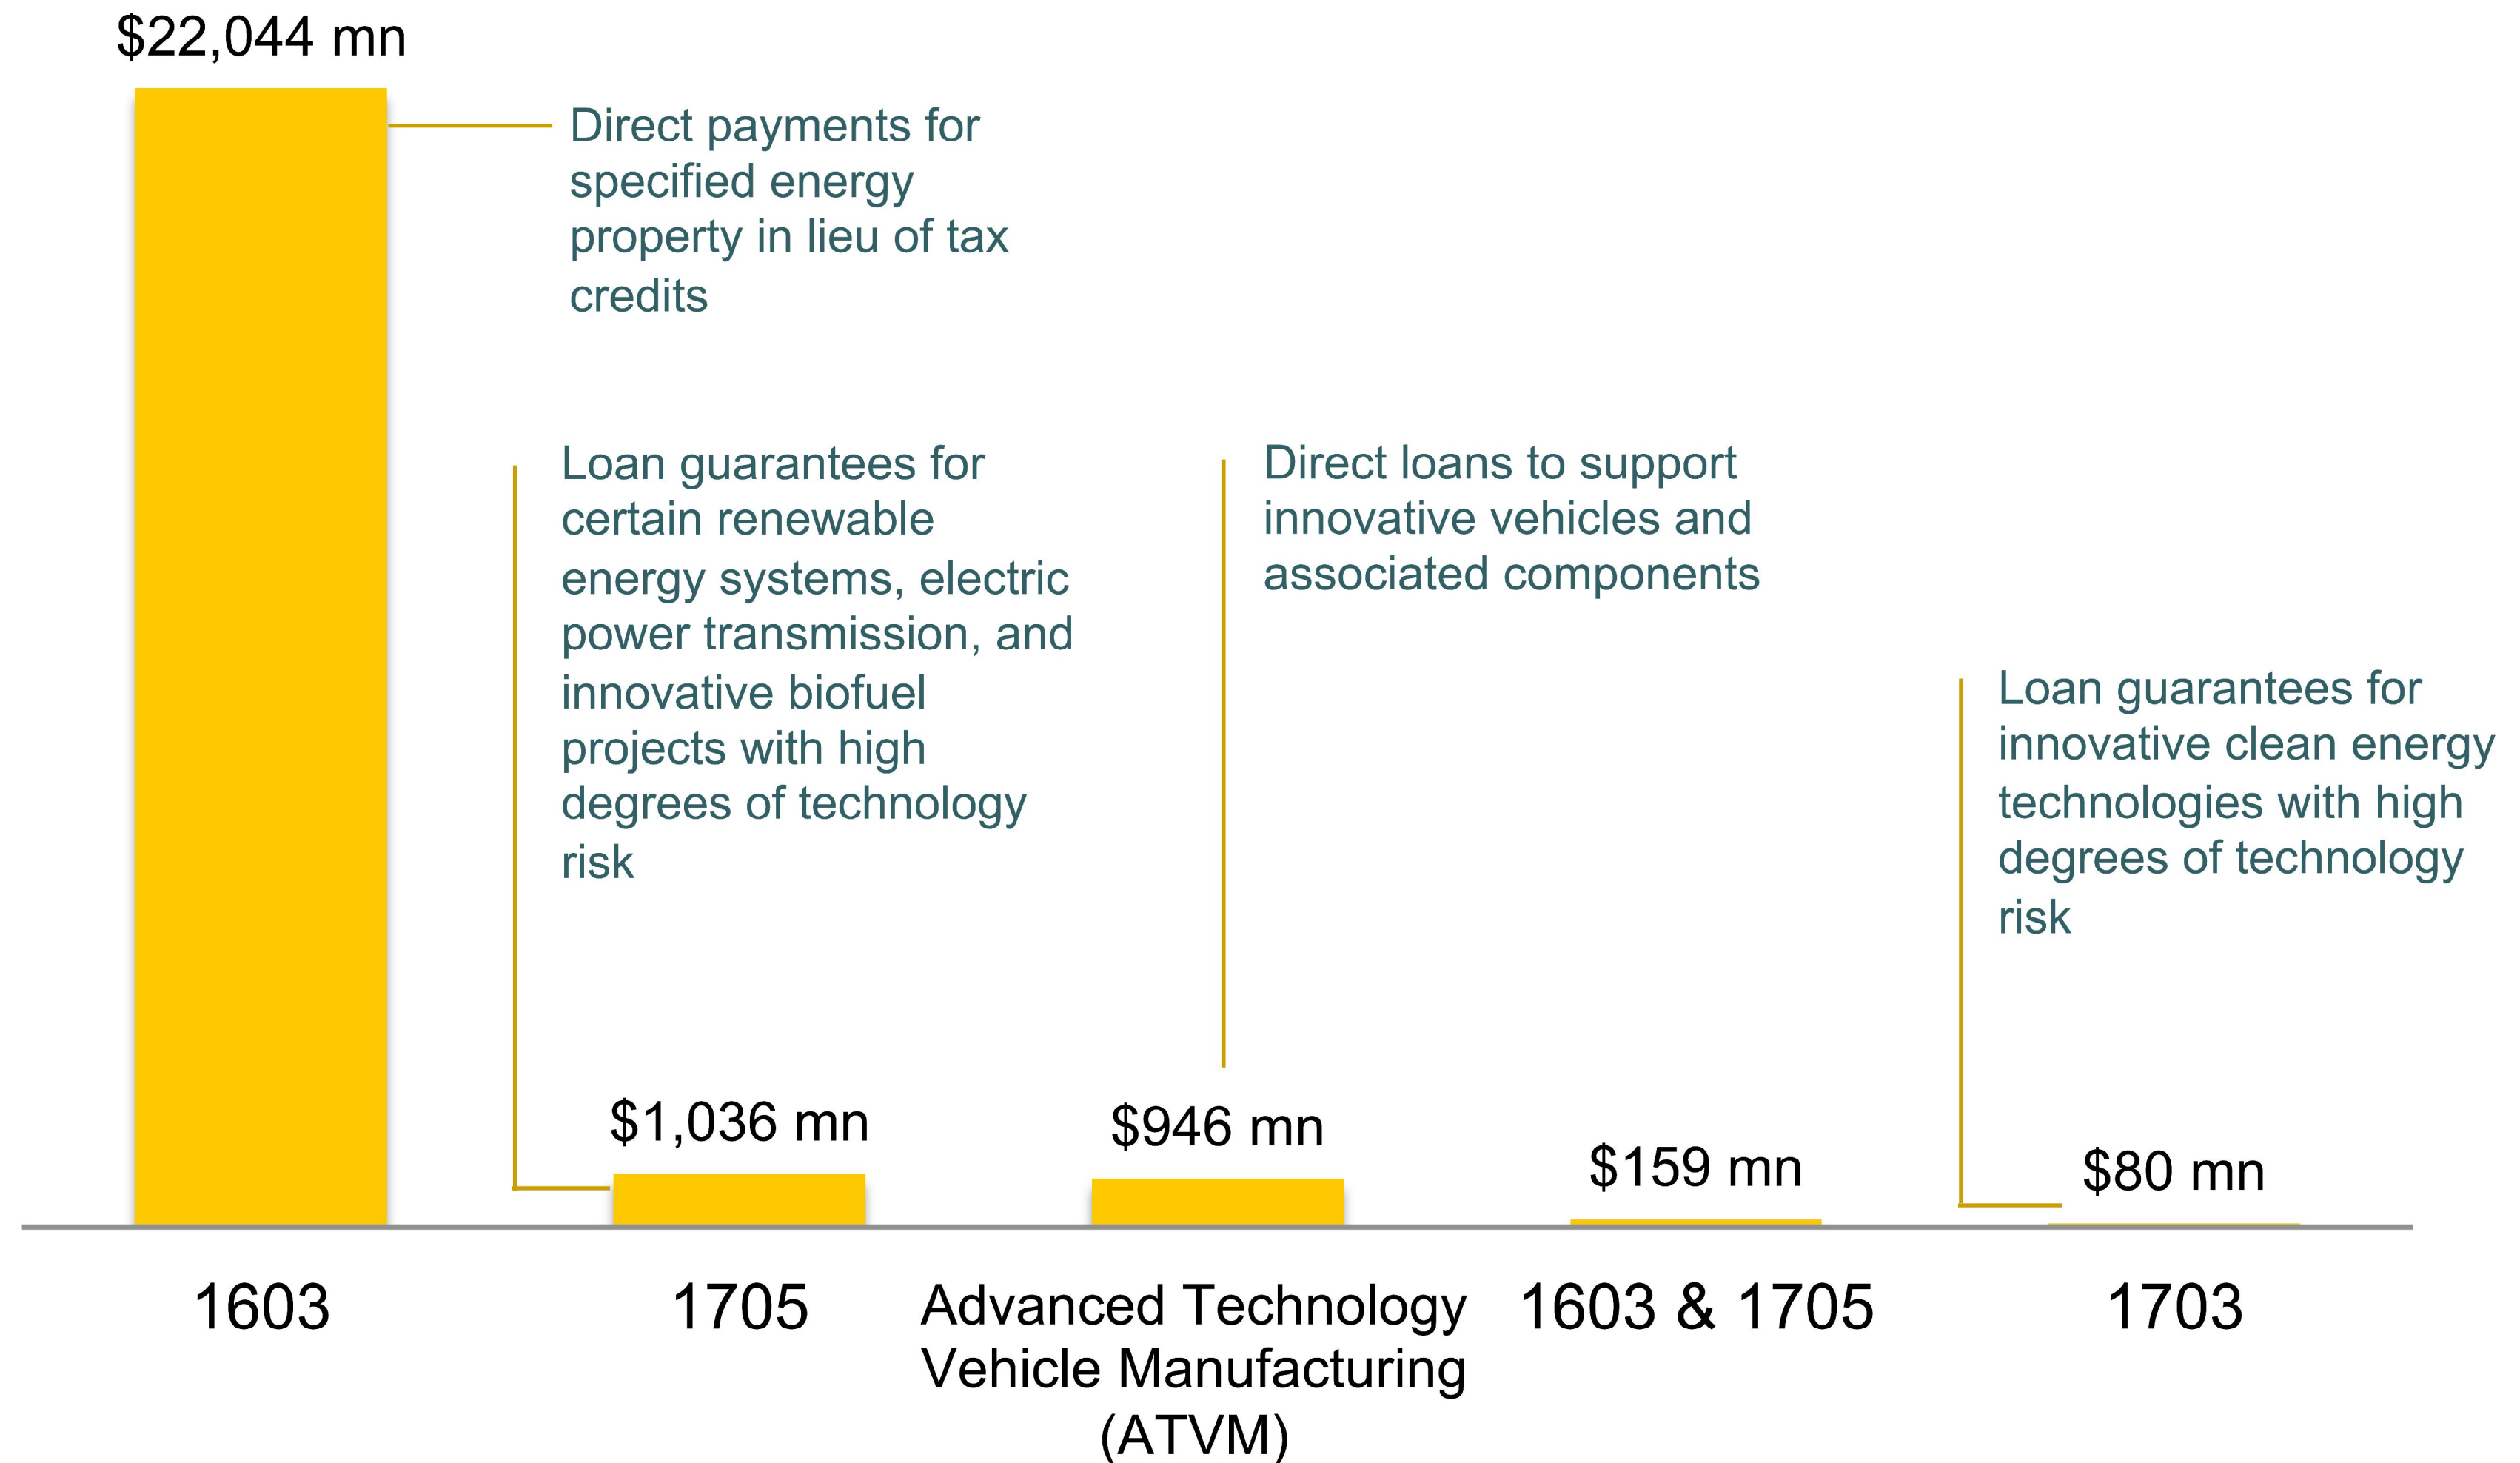 $22,044 mn
Direct payments for
specified energy
property in lieu of tax
credits
Loan guarantees for
certain renewable
energy systems, electric
power transmission, and
innovative biofuel
projects with high
degrees of technology
risk
Direct loans to support
innovative vehicles and
associated components
Loan guarantees for
innovative clean energy
technologies with high
degrees of technology
risk
$1,036 mn
$946 mn
$159 mn
$80 mn
1603
1705
Advanced Technology
Vehicle Manufacturing
(ATVM)
1603 & 1705
1703